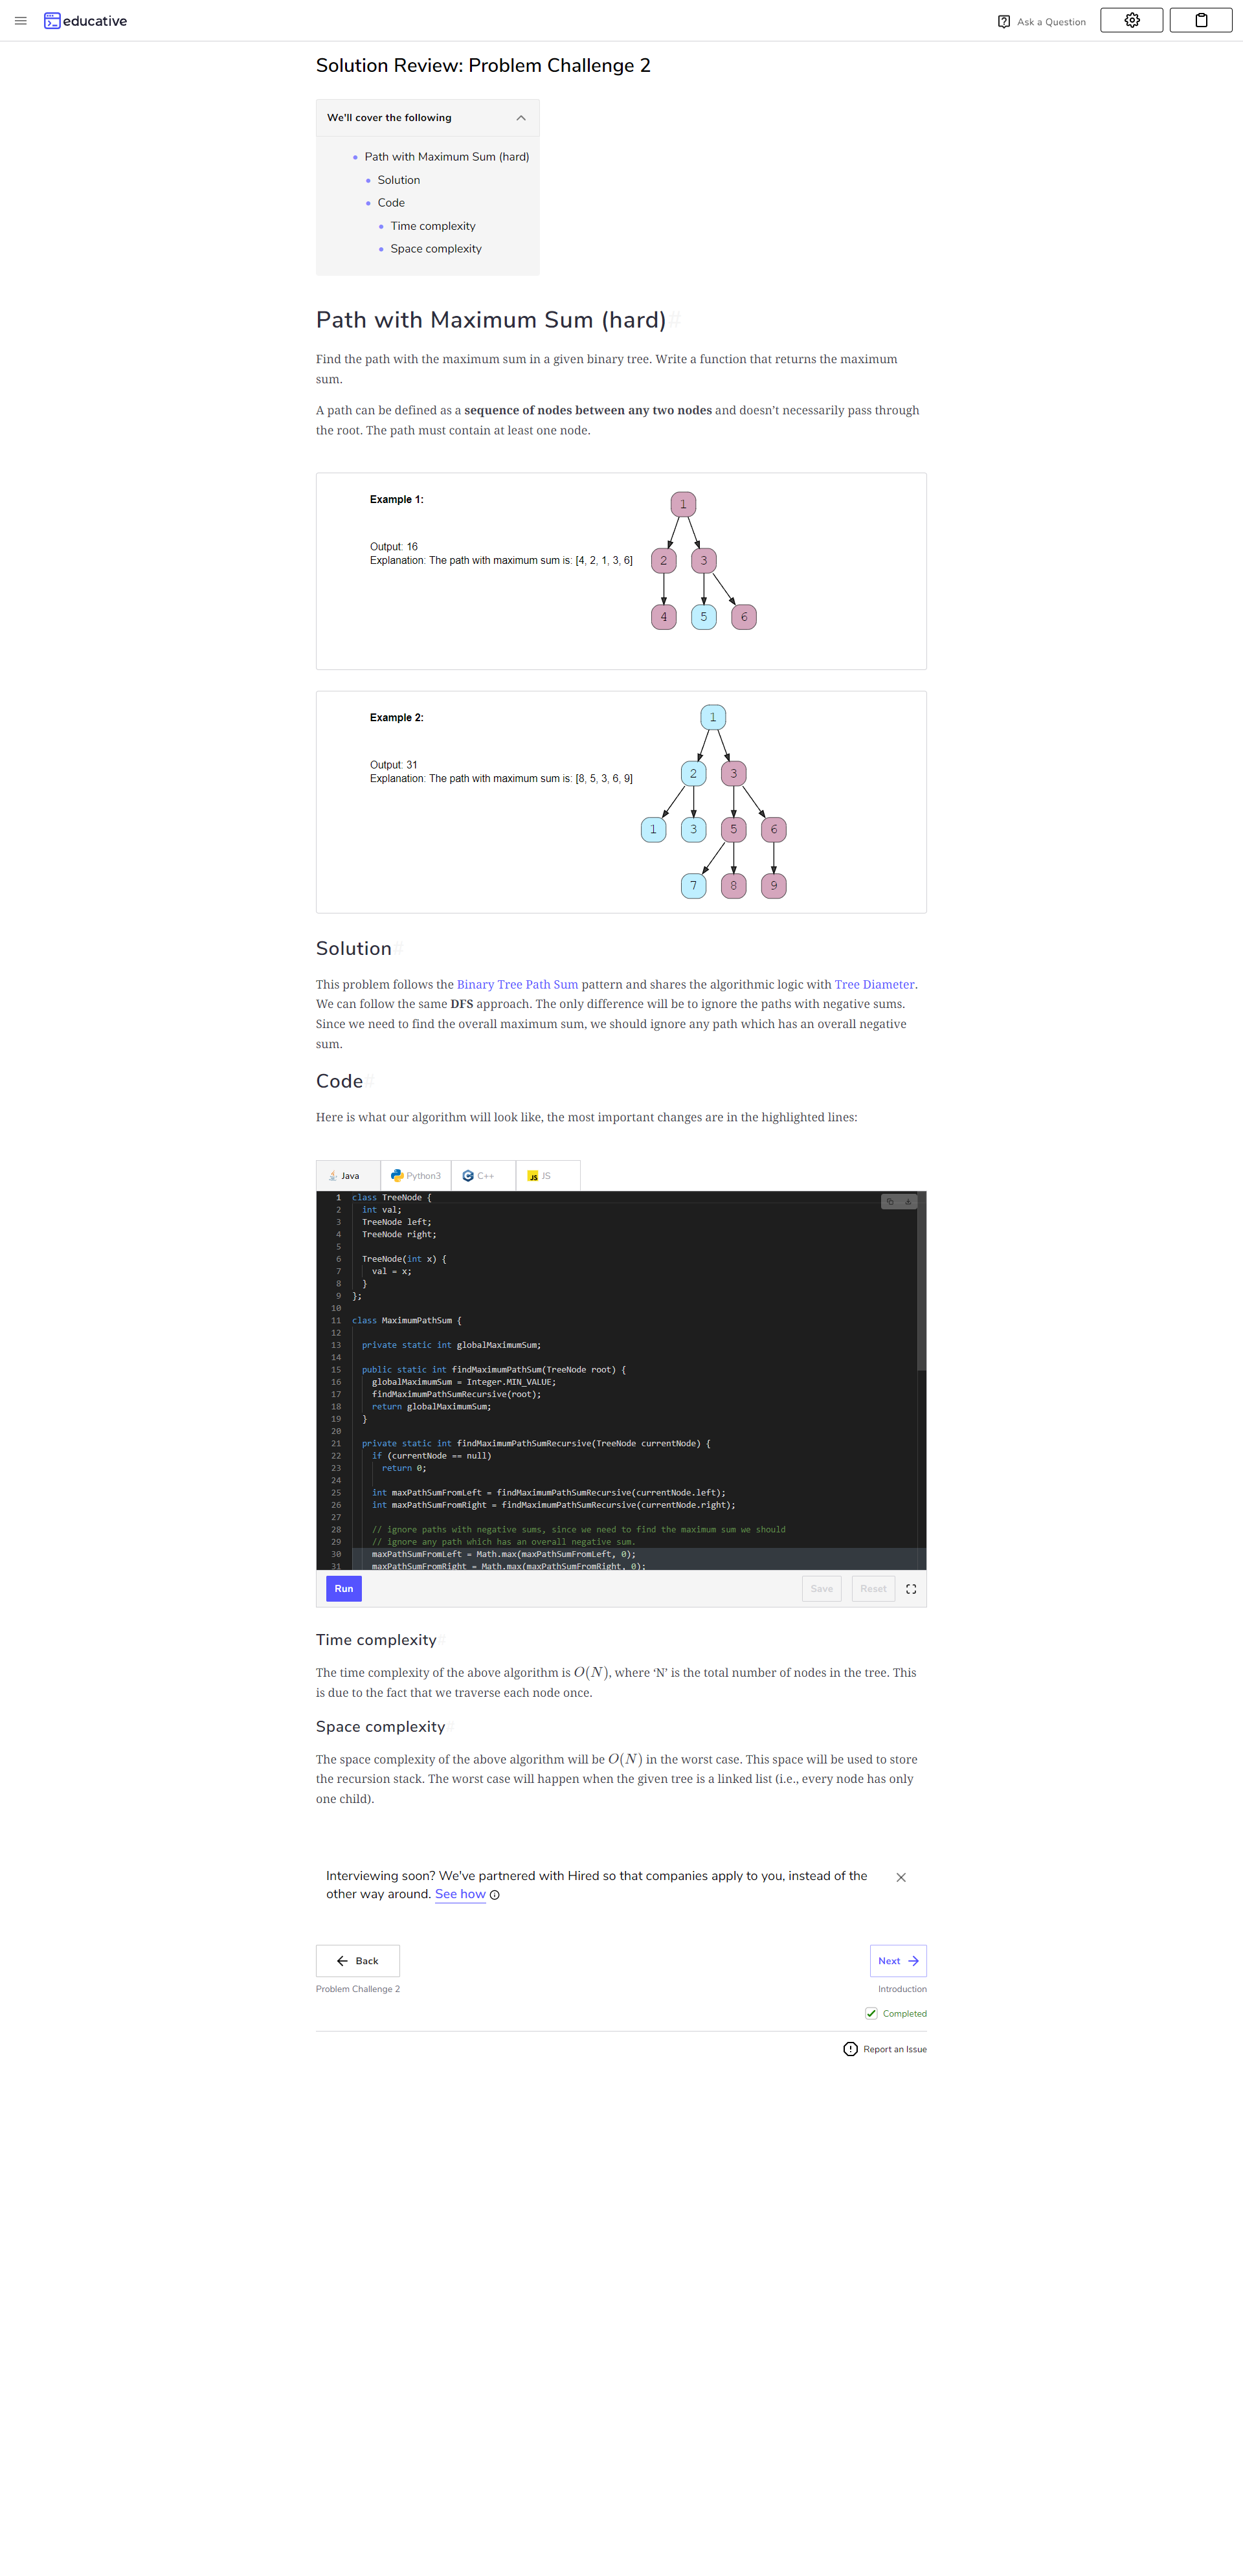 educative
Ask a Question
Solution Review: Problem Challenge 2
We'll cover the following
Path with Maximum Sum (hard)
Solution
Code
Time complexity
Space complexity
Path with Maximum Sum (hard)#
Find the path with the maximum sum in a given binary tree. Write a function that returns the maximum
sum.
A path can be defined as a sequence of nodes between any two nodes and doesn’t necessarily pass through
the root. The path must contain at least one node.
Example 1:
Output: 16
Explanation: The path with maximum sum is: [4, 2, 1, 3, 6]
1
2 3
4 5 6
Example 2:
Output: 31
Explanation: The path with maximum sum is: [8, 5, 3, 6, 9]
1
2 3
1 3 5 6
7 8 9
Solution#
This problem follows the Binary Tree Path Sum pattern and shares the algorithmic logic with Tree Diameter.
We can follow the same DFS approach. The only difference will be to ignore the paths with negative sums.
Since we need to find the overall maximum sum, we should ignore any path which has an overall negative
sum.
Code#
Here is what our algorithm will look like, the most important changes are in the highlighted lines:
Java Python3 C++ JS
1 class TreeNode {
2 int val;
3 TreeNode left;
4 TreeNode right;
5
6 TreeNode(int x) {
7 val = x;
8 }
9 };
10
11 class MaximumPathSum {
12
13 private static int globalMaximumSum;
14
15 public static int findMaximumPathSum(TreeNode root) {
16 globalMaximumSum = Integer.MIN_VALUE;
17 findMaximumPathSumRecursive(root);
18 return globalMaximumSum;
19 }
20
21 private static int findMaximumPathSumRecursive(TreeNode currentNode) {
22 if (currentNode == null)
23 return 0;
24
25 int maxPathSumFromLeft = findMaximumPathSumRecursive(currentNode.left);
26 int maxPathSumFromRight = findMaximumPathSumRecursive(currentNode.right);
27
28 // ignore paths with negative sums, since we need to find the maximum sum we should
29 // ignore any path which has an overall negative sum.
30 maxPathSumFromLeft = Math.max(maxPathSumFromLeft, 0);
31 maxPathSumFromRight = Math.max(maxPathSumFromRight, 0);
Run
Save
Reset
Time complexity#
The time complexity of the above algorithm is O(N), where ‘N’ is the total number of nodes in the tree. This
is due to the fact that we traverse each node once.
Space complexity#
The space complexity of the above algorithm will be O(N) in the worst case. This space will be used to store
the recursion stack. The worst case will happen when the given tree is a linked list (i.e., every node has only
one child).
Interviewing soon? We've partnered with Hired so that companies apply to you, instead of the
other way around. See how
Back
Next
Problem Challenge 2
Introduction
Completed
Report an Issue